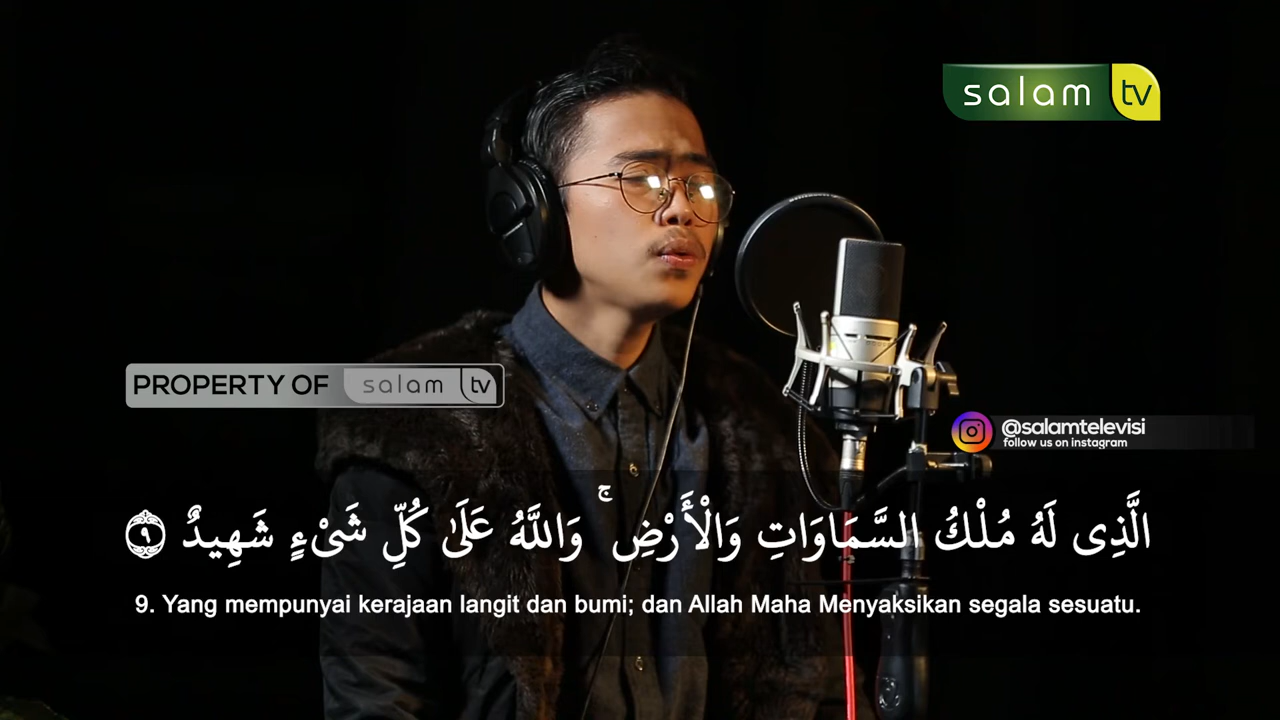 salam tv
PROPERTY OF salam tv
@salamtelevisi
follow us on instagram
الَّذِى لَهُ مُلْكُ السَّمَاوَاتِ وَالْأَرْضِ ۚ وَاللَّهُ عَلَىٰ كُلِّ شَىْءٍ شَهِيدٌ ٩
9. Yang mempunyai kerajaan langit dan bumi; dan Allah Maha Menyaksikan segala sesuatu.